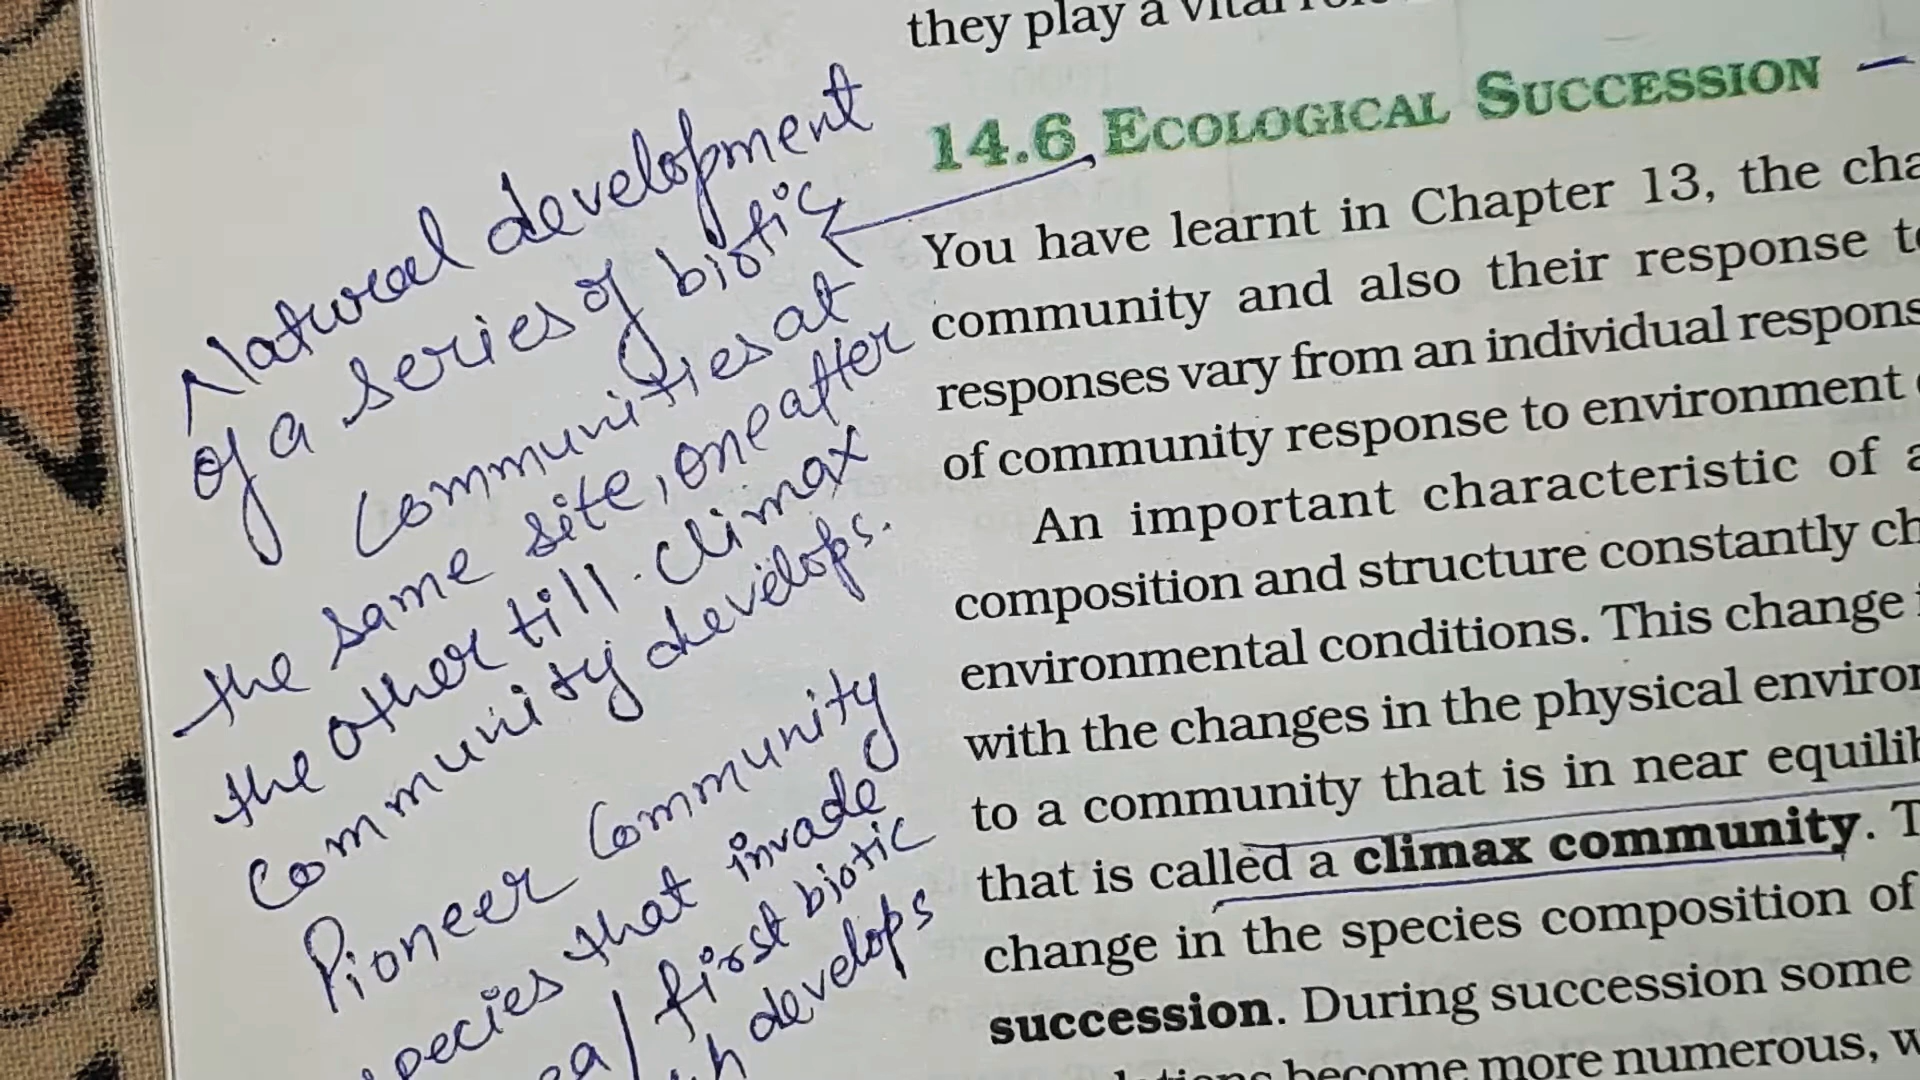 Natural development
of a series of biotic
communities at
the same site, one after
the other till climax
community develops.
Pioneer Community
species that invade
first biotic
develops
they play a vital
14.6 ECOLOGICAL SUCCESSION —
You have learnt in Chapter 13, the cha
community and also their response to
responses vary from an individual respons
of community response to environment
An important characteristic of a
composition and structure constantly ch
environmental conditions. This change
with the changes in the physical environ
to a community that is in near equilib
that is called a climax community. T
change in the species composition of
succession. During succession some
become more numerous, w